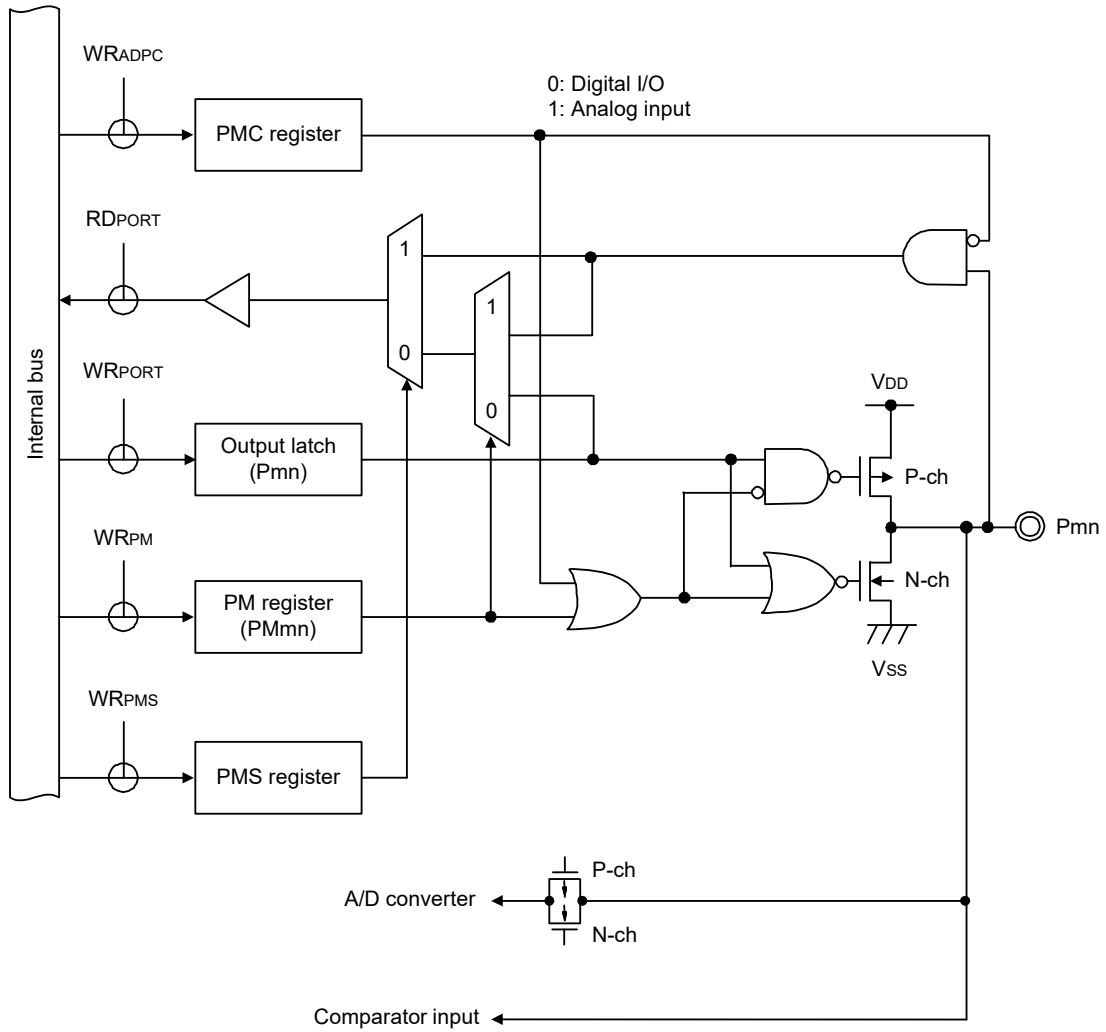 WRADPC
0: Digital I/O
1: Analog input
PMC register
RDPORT
1
1
0
0
WRPORT
Internal bus
VDD
Output latch
(Pmn)
P-ch
Pmn
WRPM
N-ch
PM register
(PMmn)
VSS
WRPMS
PMS register
P-ch
A/D converter
N-ch
Comparator input